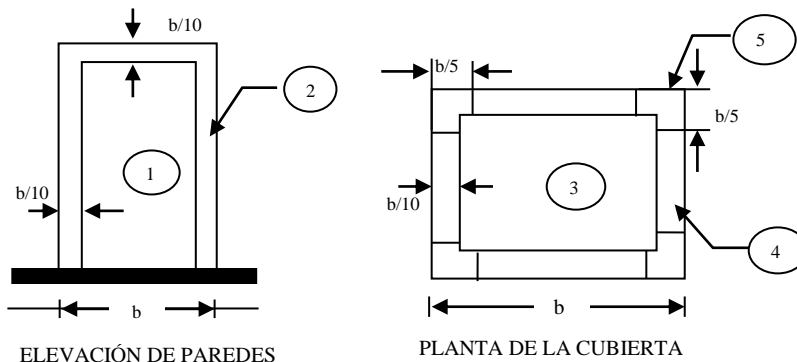 b/10
2
1
b/10
b
ELEVACIÓN DE PAREDES
5
b/5
b/5
3
b/10
4
b
PLANTA DE LA CUBIERTA